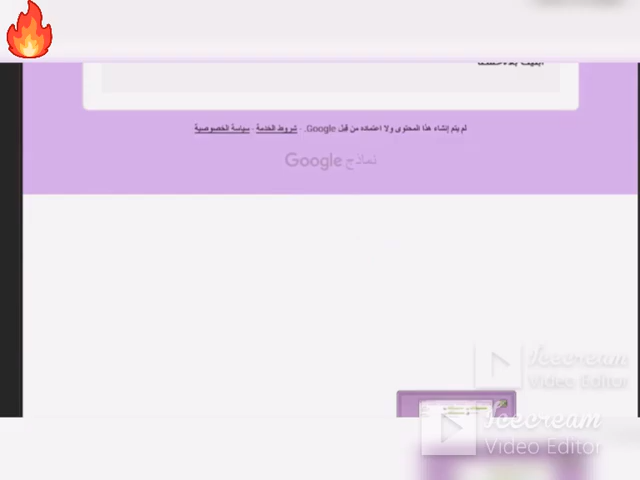 لم يتم إنشاء هذا المحتوى ولا اعتماده من قبل Google. - شروط الخدمة - سياسة الخصوصية
نماذج Google
Icecream
Video Editor
Icecream
Video Editor